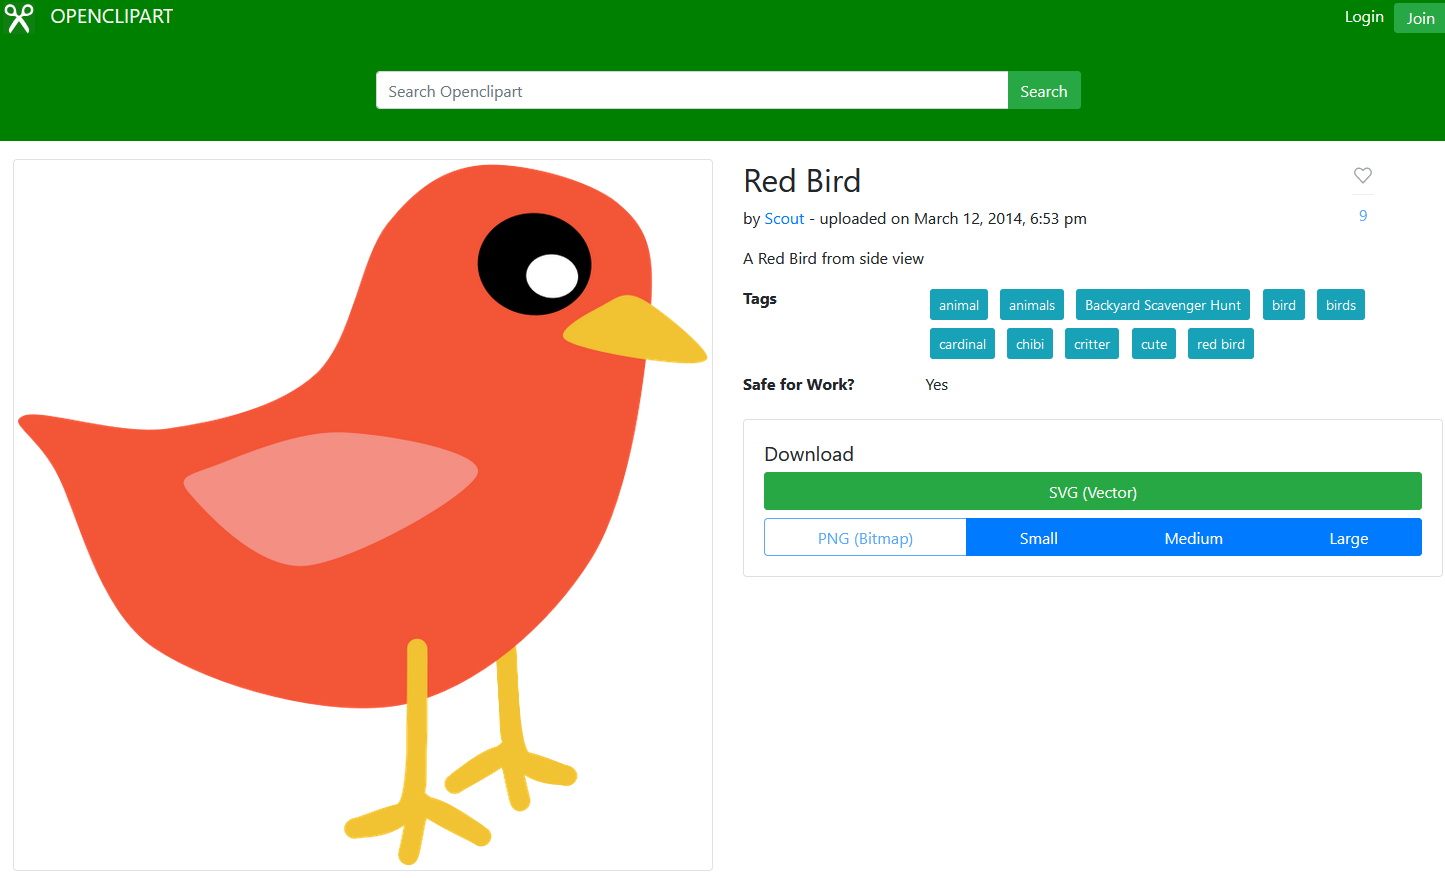 OPENCLIPART
Login Join
Search Openclipart Search
Red Bird
by Scout - uploaded on March 12, 2014, 6:53 pm
9
A Red Bird from side view
Tags animal animals Backyard Scavenger Hunt bird birds
cardinal chibi critter cute red bird
Safe for Work? Yes
Download
SVG (Vector)
PNG (Bitmap) Small Medium Large